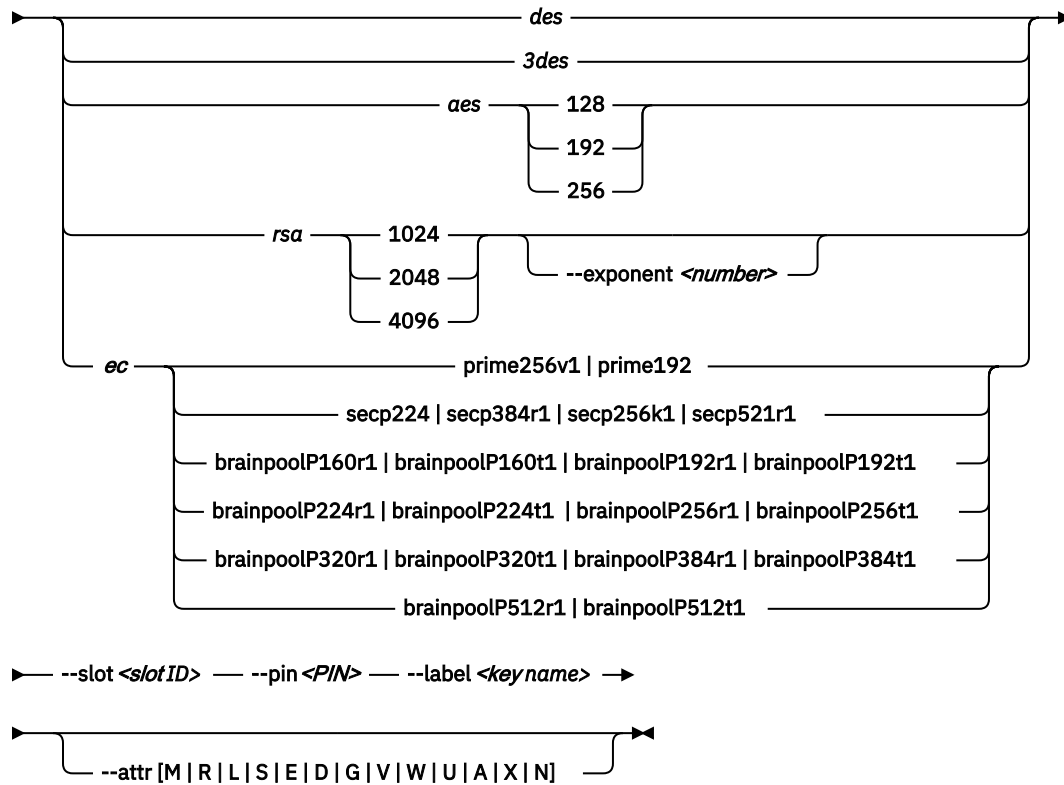 des
3des
aes 128
192
256
rsa 1024
2048 --exponent <number>
4096
ec prime256v1 | prime192
secp224 | secp384r1 | secp256k1 | secp521r1
brainpoolP160r1 | brainpoolP160t1 | brainpoolP192r1 | brainpoolP192t1
brainpoolP224r1 | brainpoolP224t1 | brainpoolP256r1 | brainpoolP256t1
brainpoolP320r1 | brainpoolP320t1 | brainpoolP384r1 | brainpoolP384t1
brainpoolP512r1 | brainpoolP512t1
--slot <slot ID> --pin <PIN> --label <key name>
--attr [M | R | L | S | E | D | G | V | W | U | A | X | N]